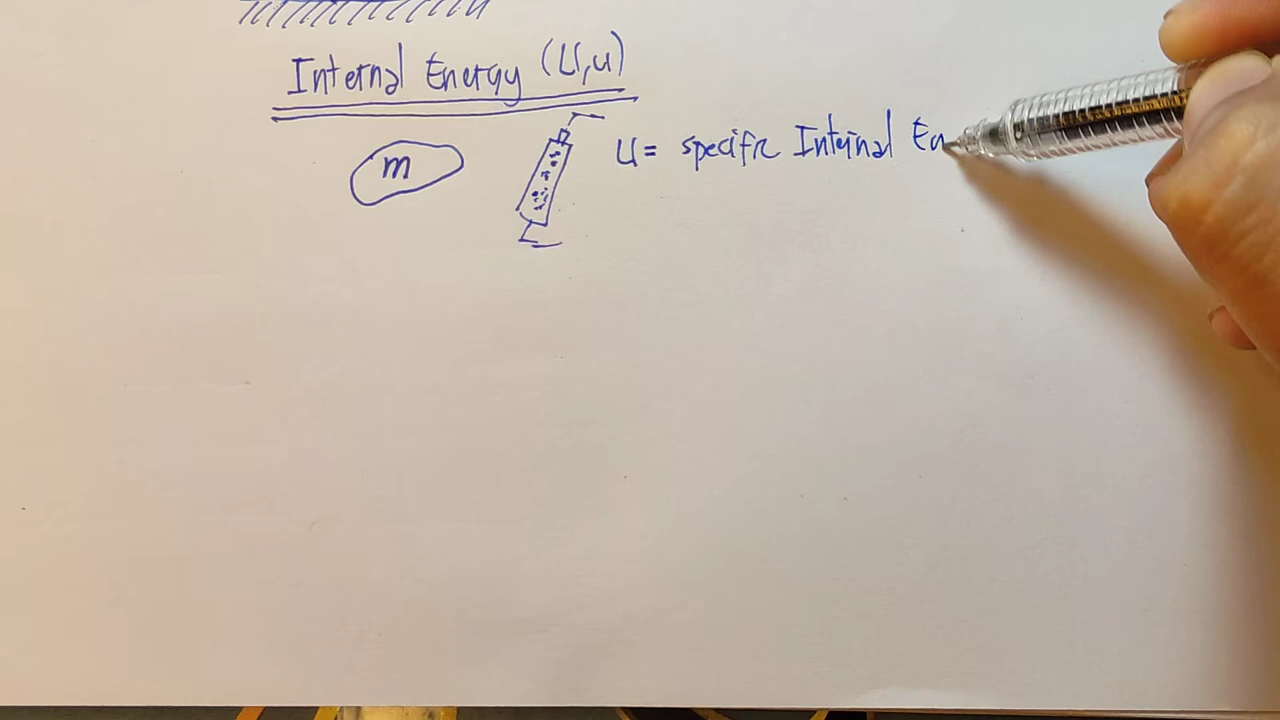 Internal Energy (U,u)
m
u = specific Internal En